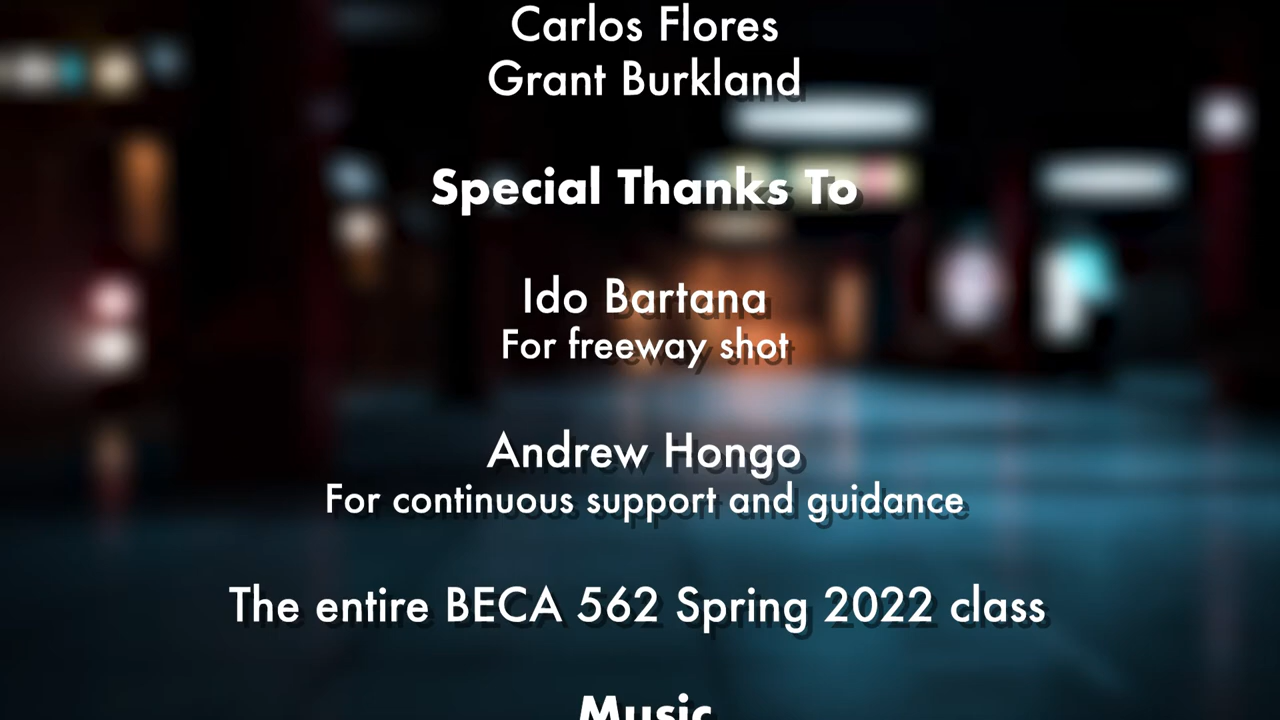 Carlos Flores
Grant Burkland
Special Thanks To
Ido Bartana
For freeway shot
Andrew Hongo
For continuous support and guidance
The entire BECA 562 Spring 2022 class
Music